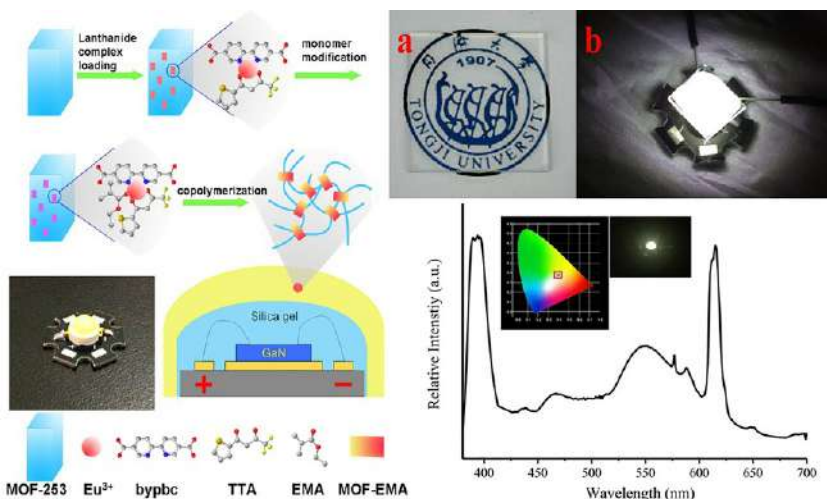 Lanthanide
complex
loading
monomer
modification
copolymerization
Silica gel
GaN
+
−
MOF-253
Eu³⁺
bypbc
TTA
EMA
MOF-EMA
a
1907
TONGJI UNIVERSITY
b
Relative Intenstiy (a.u.)
400
450
500
550
600
650
700
Wavelength (nm)